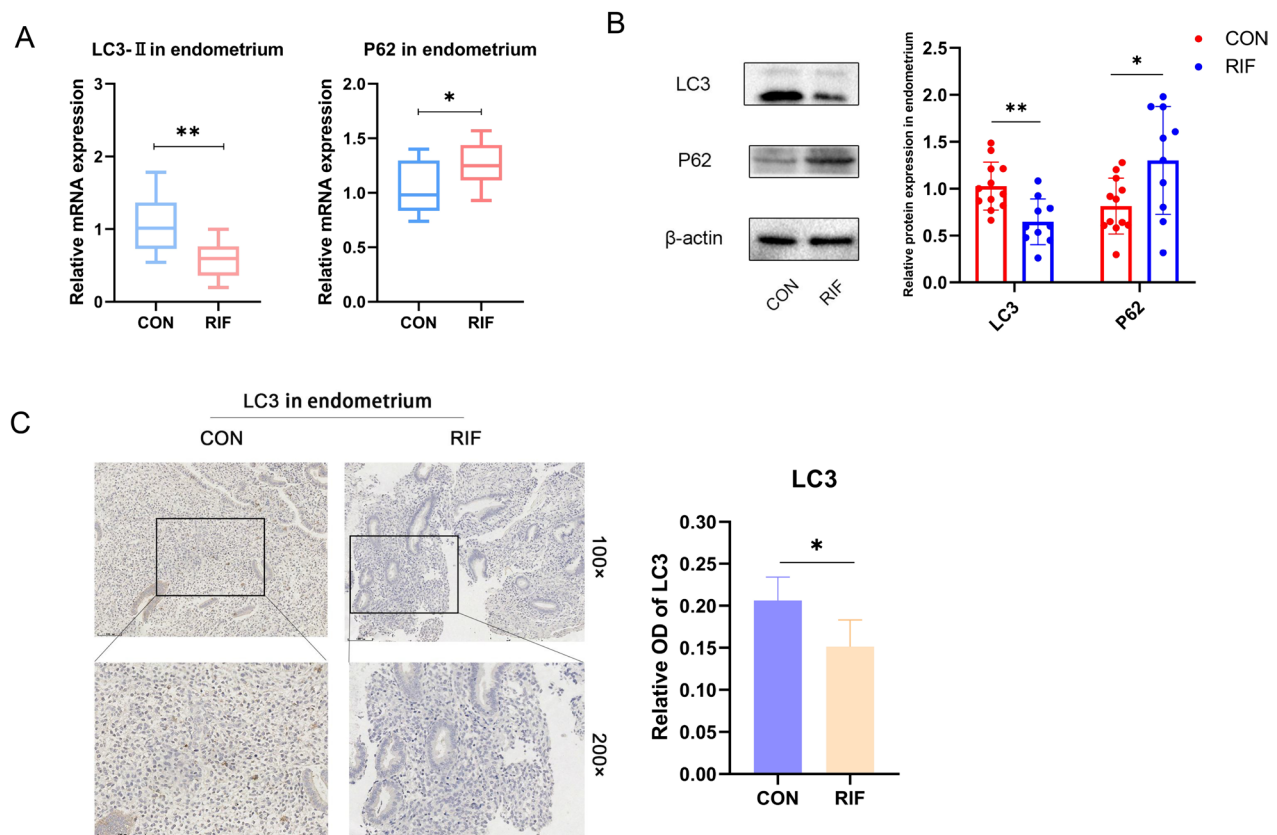 A
LC3-Ⅱ in endometrium
Relative mRNA expression
3
2
1
0
**
CON
RIF
P62 in endometrium
Relative mRNA expression
2.0
1.5
1.0
0.5
0.0
*
CON
RIF
B
LC3
P62
β-actin
CON
RIF
Relative protein expression in endometrium
2.5
2.0
1.5
1.0
0.5
0.0
**
*
LC3
P62
CON
RIF
C
LC3 in endometrium
CON
RIF
100×
200×
LC3
Relative OD of LC3
0.30
0.25
0.20
0.15
0.10
0.05
0.00
*
CON
RIF